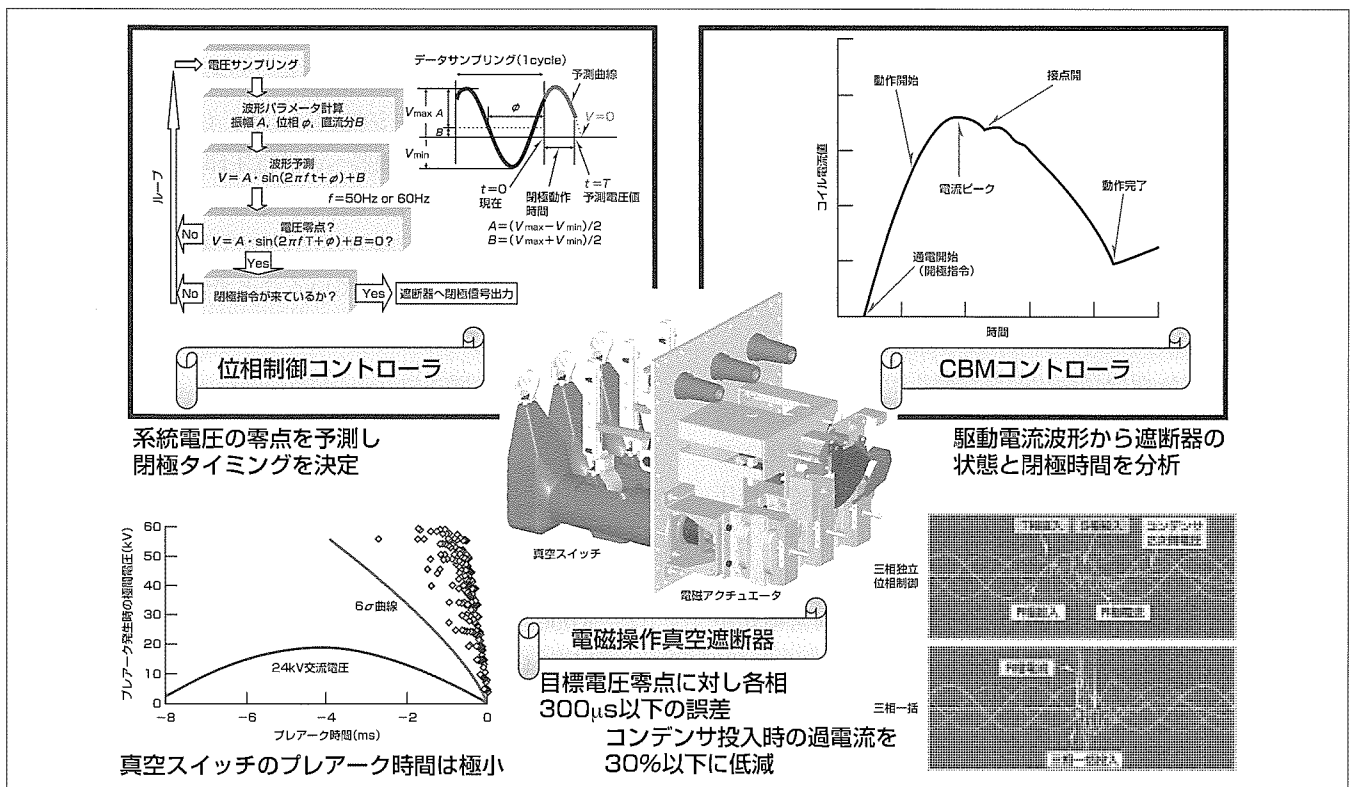 電圧サンプリング
波形パラメータ計算
振幅 A, 位相 φ, 直流分B
波形予測
V=A・sin(2πft+φ)+B
f=50Hz or 60Hz
電圧零点?
V=A・sin(2πfT+φ)+B=0?
No
Yes
閉極指令が来ているか?
No
Yes
遮断器へ閉極信号出力
ループ
データサンプリング(1cycle)
予測曲線
Vmax
A
φ
V=0
B
Vmin
t=0
現在
閉極動作
時間
t=T
予測電圧値
A=(Vmax−Vmin)/2
B=(Vmax+Vmin)/2
位相制御コントローラ
系統電圧の零点を予測し
閉極タイミングを決定
コイル電流値
動作開始
接点開
電流ピーク
動作完了
通電開始
(開極指令)
時間
CBMコントローラ
駆動電流波形から遮断器の
状態と閉極時間を分析
真空スイッチ
電磁アクチュエータ
電磁操作真空遮断器
目標電圧零点に対し各相
300μs以下の誤差
コンデンサ投入時の過電流を
30%以下に低減
プレアーク発生時の極間電圧(kV)
60
50
40
30
20
10
0
6σ曲線
24kV交流電圧
−8
−6
−4
−2
0
プレアーク時間(ms)
真空スイッチのプレアーク時間は極小
三相独立
位相制御
コンデンサ
三相一括
三相一括投入